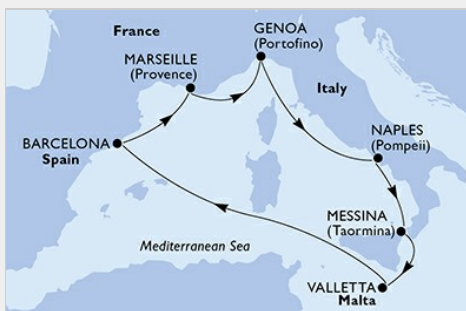 France
GENOA
(Portofino)
MARSEILLE
(Provence)
Italy
NAPLES
(Pompeii)
BARCELONA
Spain
MESSINA
(Taormina)
Mediterranean Sea
VALLETTA
Malta